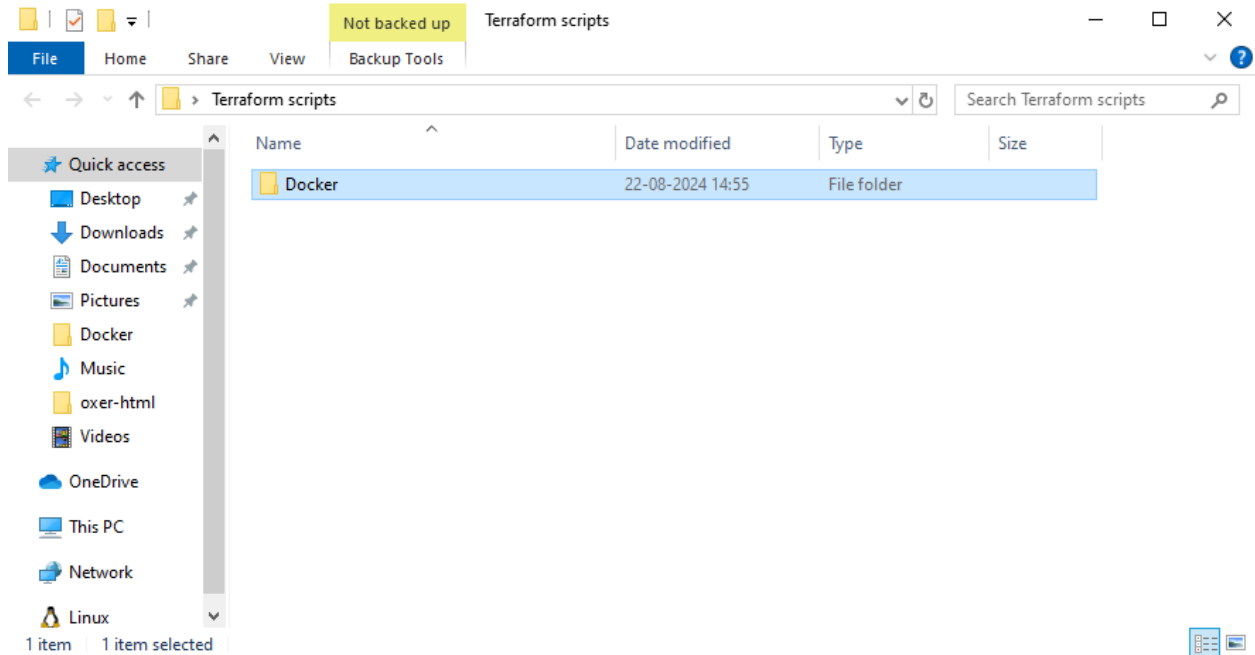 Not backed up Terraform scripts
File Home Share View Backup Tools ?
Terraform scripts Search Terraform scripts
Name Date modified Type Size
Docker 22-08-2024 14:55 File folder
Quick access
Desktop
Downloads
Documents
Pictures
Docker
Music
oxer-html
Videos
OneDrive
This PC
Network
Linux
1 item 1 item selected